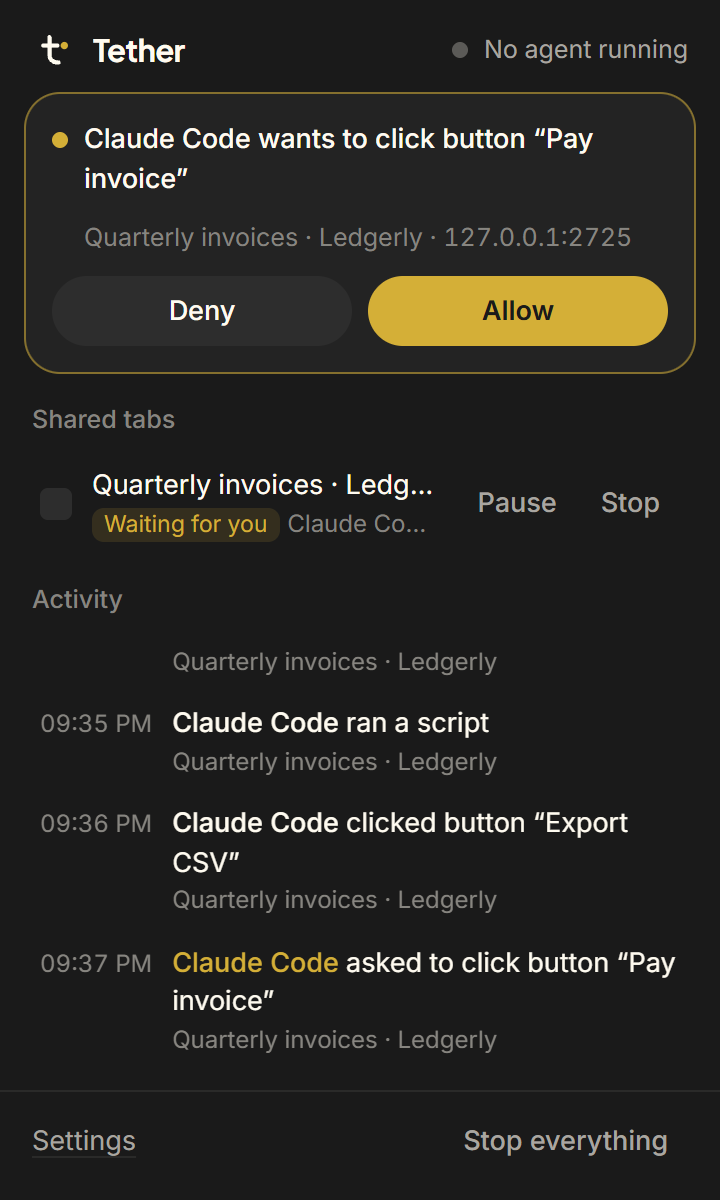 Tether
No agent running
Claude Code wants to click button “Pay
invoice”
Quarterly invoices · Ledgerly · 127.0.0.1:2725
Deny
Allow
Shared tabs
Quarterly invoices · Ledg...
Pause
Stop
Waiting for you
Claude Co...
Activity
Quarterly invoices · Ledgerly
09:35 PM Claude Code ran a script
Quarterly invoices · Ledgerly
09:36 PM Claude Code clicked button “Export
CSV”
Quarterly invoices · Ledgerly
09:37 PM Claude Code asked to click button “Pay
invoice”
Quarterly invoices · Ledgerly
Settings
Stop everything